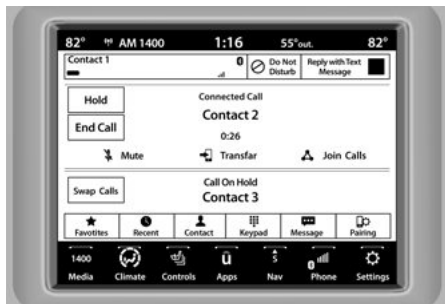 82° AM 1400 1:16 55°out. 82°
Contact 1
Do Not
Disturb
Reply with Text
Message
Hold
Connected Call
Contact 2
End Call
0:26
Mute Transfar Join Calls
Swap Calls
Call On Hold
Contact 3
Favotites Recent Contact Keypad Message Pairing
1400 ū S 0
Media Climate Controls Apps Nav Phone Settings